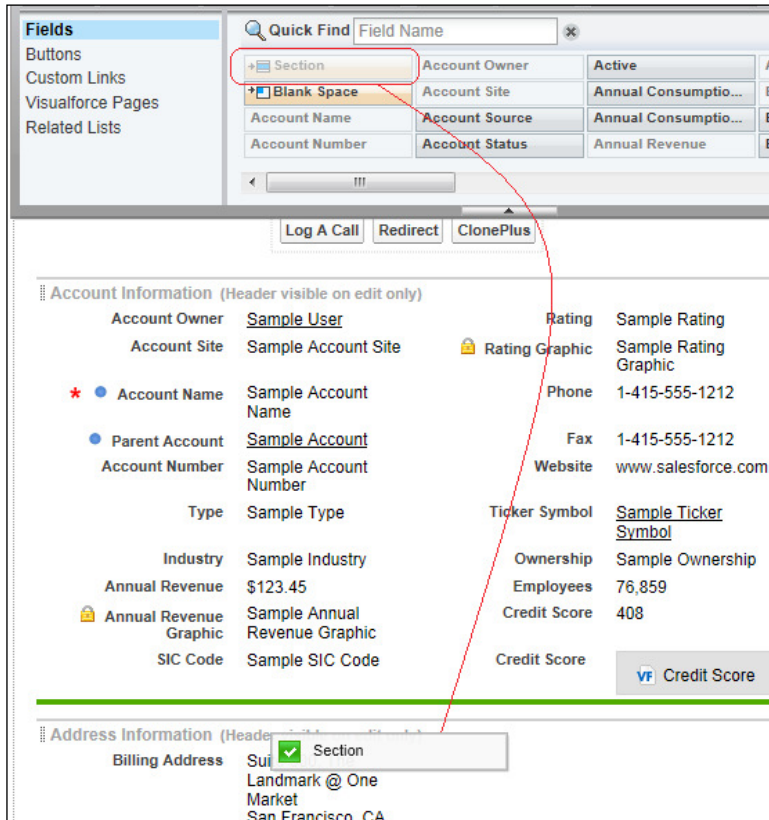 Fields
Buttons
Custom Links
Visualforce Pages
Related Lists
Quick Find Field Name
Section Account Owner Active
Blank Space Account Site Annual Consumptio...
Account Name Account Source Annual Consumptio...
Account Number Account Status Annual Revenue
Log A Call Redirect ClonePlus
Account Information (Header visible on edit only)
Account Owner Sample User Rating Sample Rating
Account Site Sample Account Site Rating Graphic Sample Rating
Graphic
* Account Name Sample Account Phone 1-415-555-1212
Name
Parent Account Sample Account Fax 1-415-555-1212
Account Number Sample Account Website www.salesforce.com
Number
Type Sample Type Ticker Symbol Sample Ticker
Symbol
Industry Sample Industry Ownership Sample Ownership
Annual Revenue $123.45 Employees 76,859
Annual Revenue Sample Annual Credit Score 408
Graphic Revenue Graphic
SIC Code Sample SIC Code Credit Score VF Credit Score
Address Information
Section
Billing Address
Landmark @ One
Market
San Francisco, CA